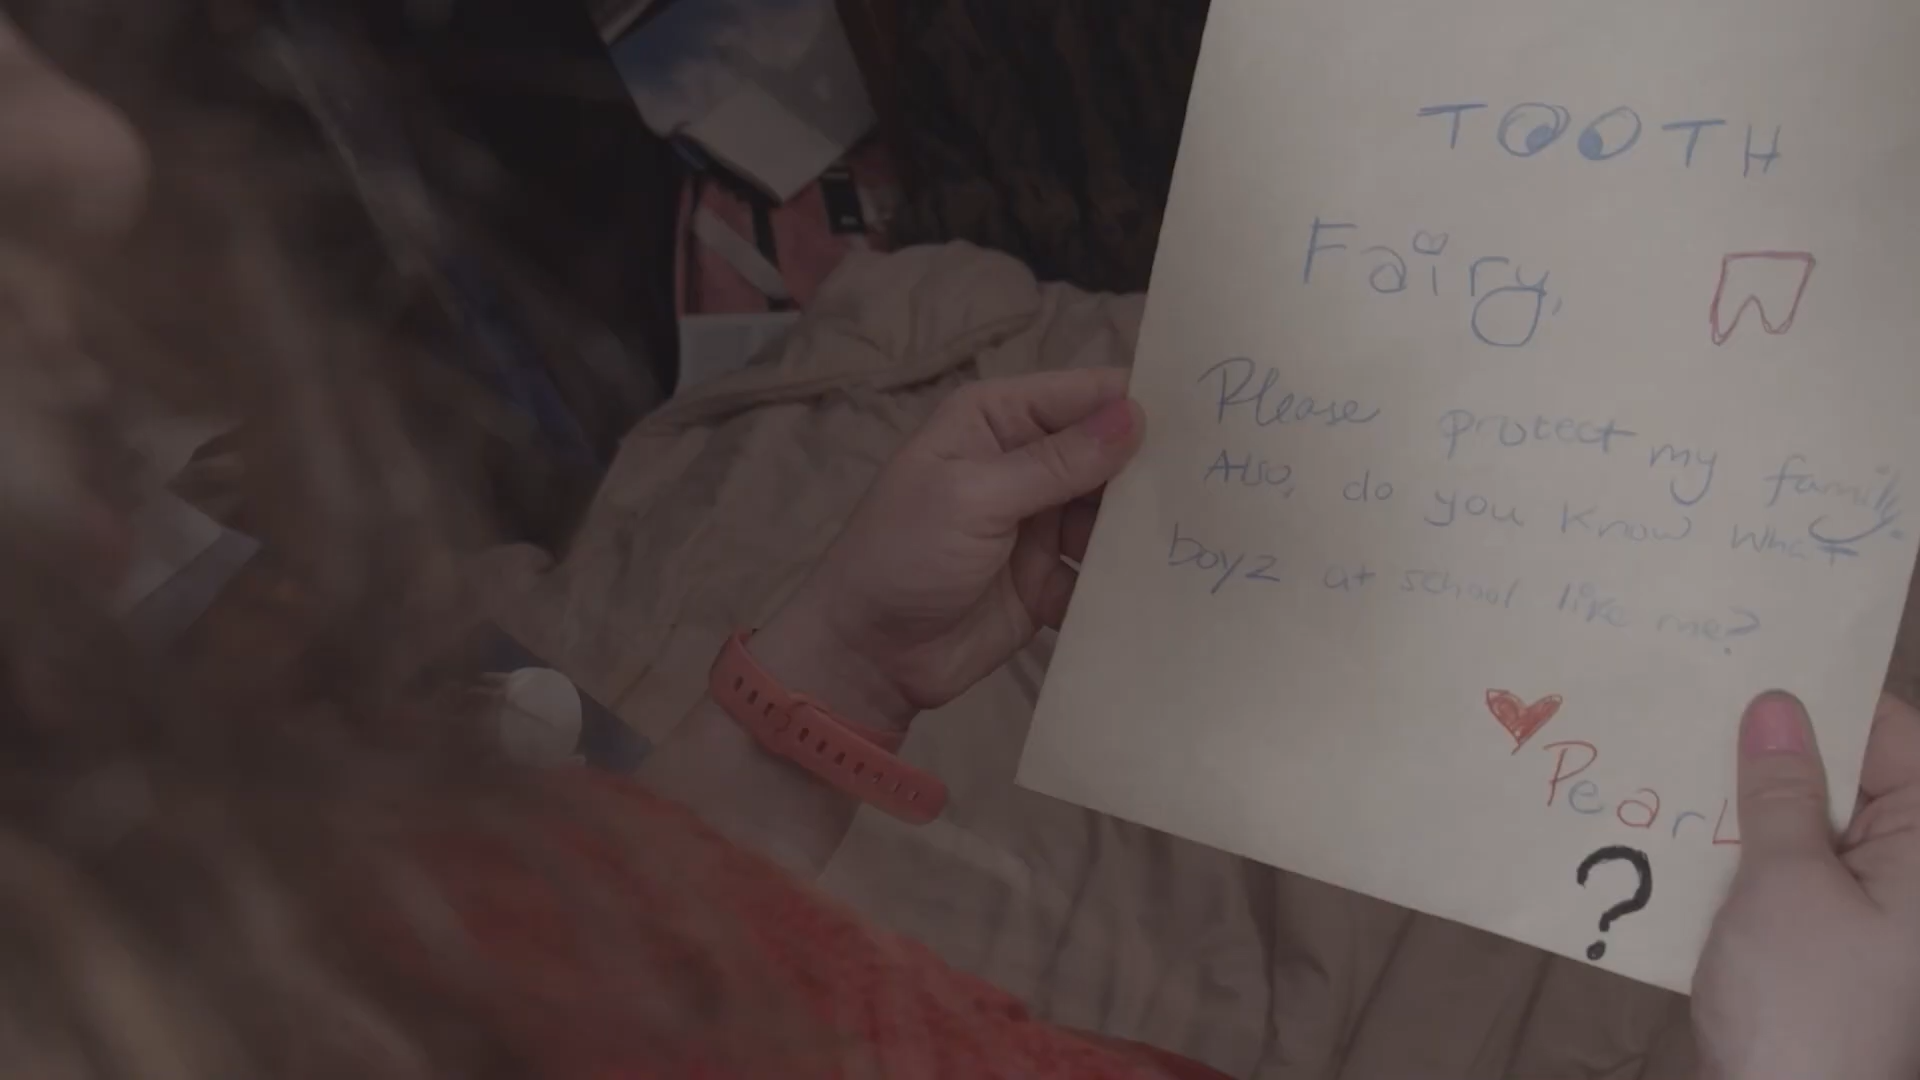 TOOTH
Fairy,
Please protect my family.
Also, do you know what
boyz at school like me?
PearL
?